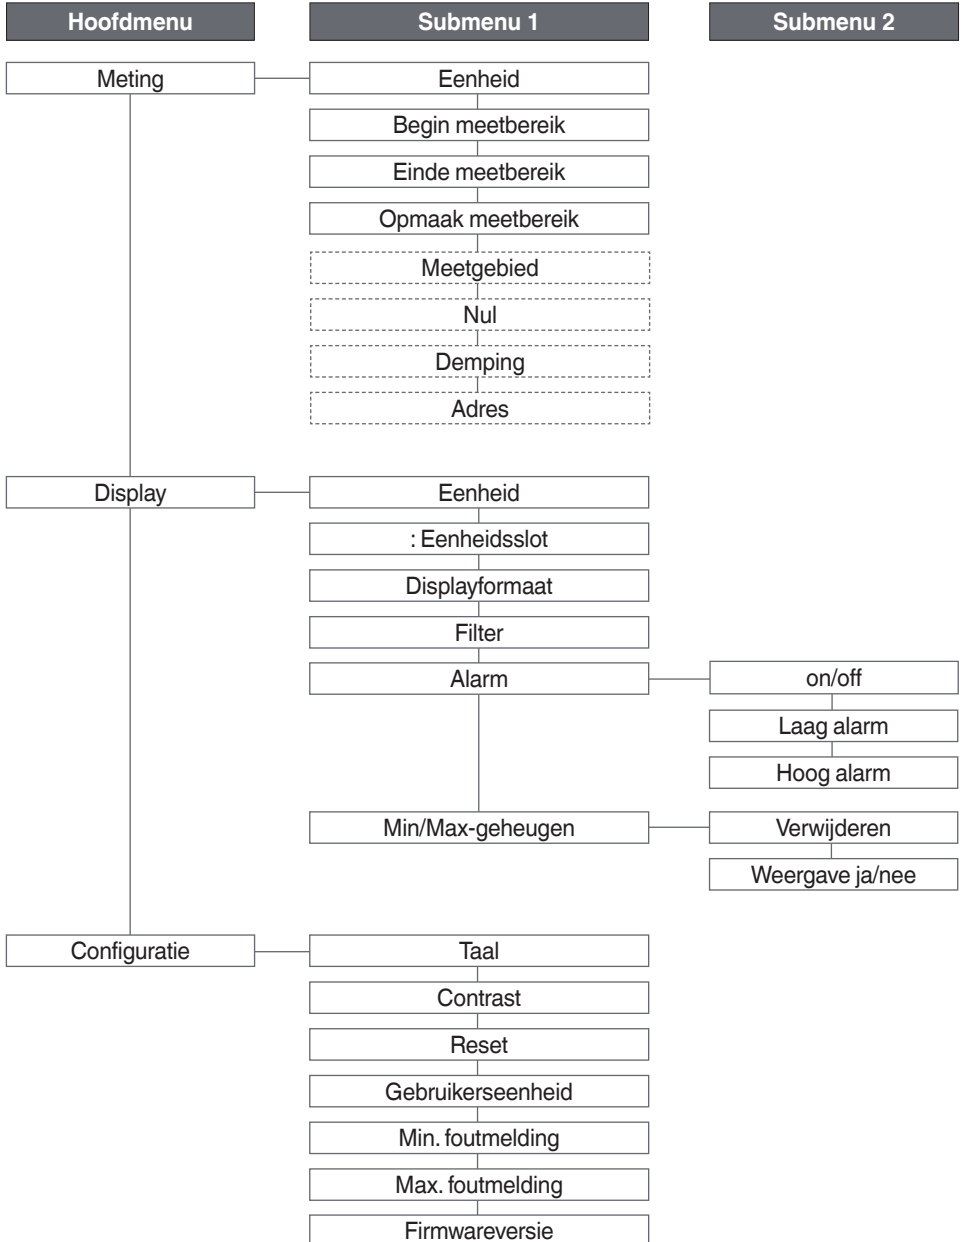 Hoofdmenu
Submenu 1
Submenu 2
Meting
Eenheid
Begin meetbereik
Einde meetbereik
Opmaak meetbereik
Meetgebied
Nul
Demping
Adres
Display
Eenheid
: Eenheidsslot
Displayformaat
Filter
Alarm
on/off
Laag alarm
Hoog alarm
Min/Max-geheugen
Verwijderen
Weergave ja/nee
Configuratie
Taal
Contrast
Reset
Gebruikerseenheid
Min. foutmelding
Max. foutmelding
Firmwareversie